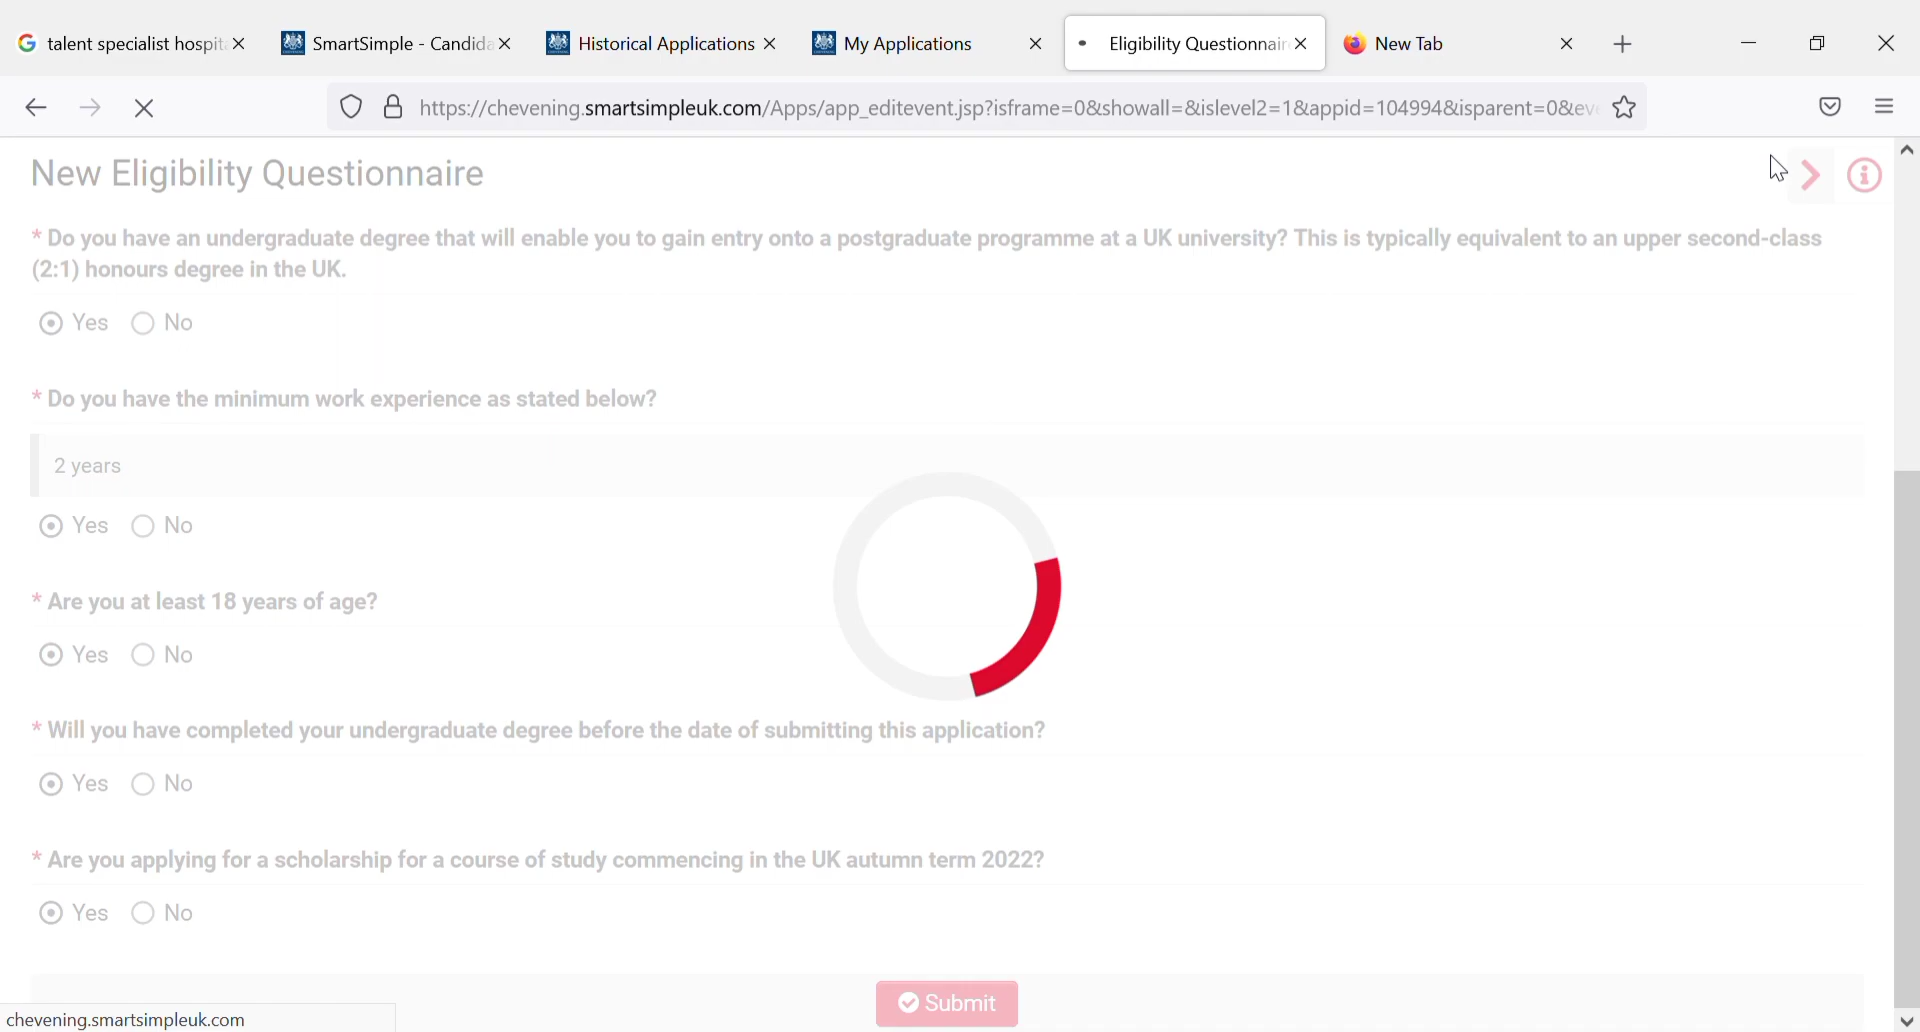 talent specialist hospit
SmartSimple - Candida
Historical Applications
My Applications
Eligibility Questionnair
New Tab
https://chevening.smartsimpleuk.com/Apps/app_editevent.jsp?isframe=0&showall=&islevel2=1&appid=104994&isparent=0&ev
New Eligibility Questionnaire
* Do you have an undergraduate degree that will enable you to gain entry onto a postgraduate programme at a UK university? This is typically equivalent to an upper second-class
(2:1) honours degree in the UK.
Yes No
* Do you have the minimum work experience as stated below?
2 years
Yes No
* Are you at least 18 years of age?
Yes No
* Will you have completed your undergraduate degree before the date of submitting this application?
Yes No
* Are you applying for a scholarship for a course of study commencing in the UK autumn term 2022?
Yes No
Submit
chevening.smartsimpleuk.com